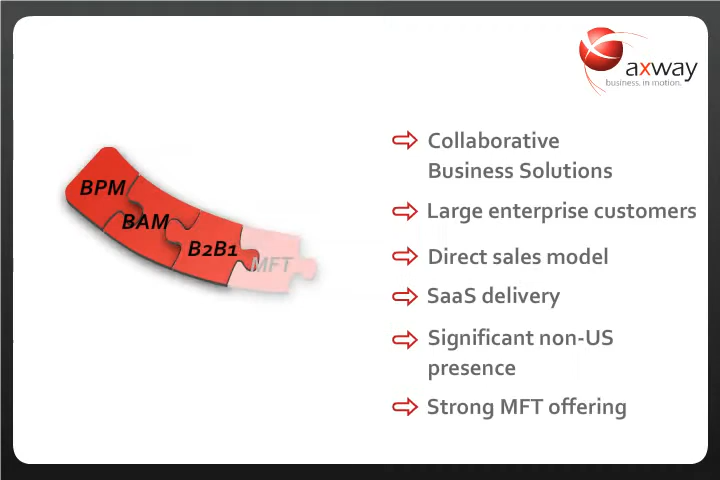 axway
business. in motion.
BPM
BAM
B2B1
MFT
Collaborative
Business Solutions
Large enterprise customers
Direct sales model
SaaS delivery
Significant non-US
presence
Strong MFT offering